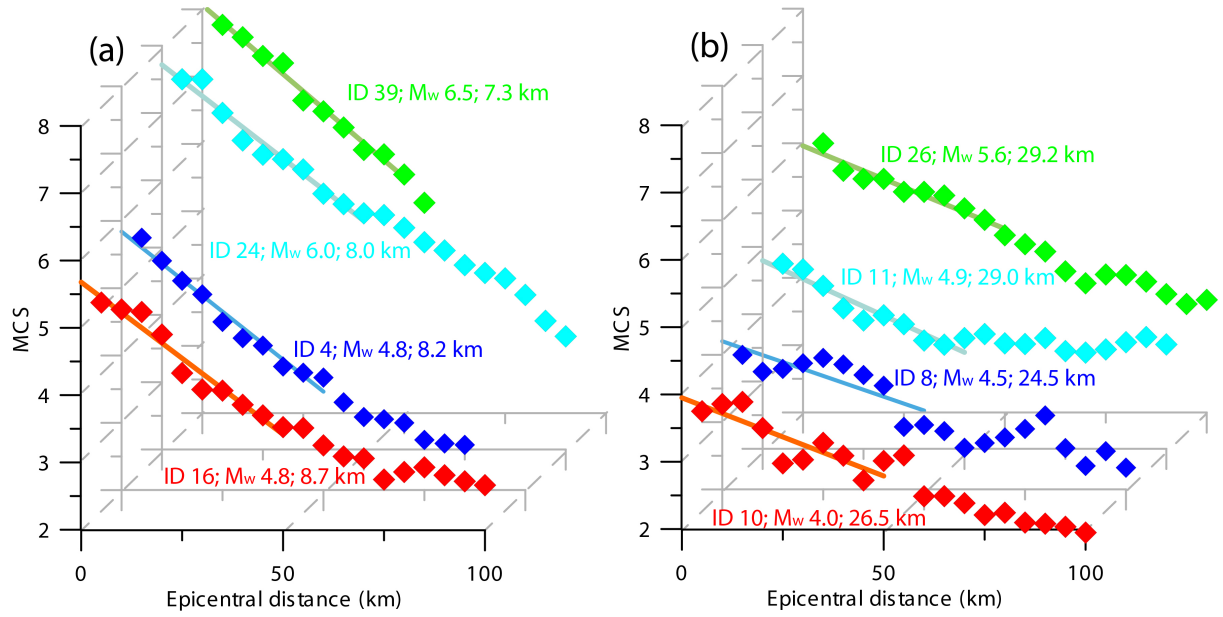 (a)
ID 39; Mw 6.5; 7.3 km
ID 24; Mw 6.0; 8.0 km
ID 4; Mw 4.8; 8.2 km
ID 16; Mw 4.8; 8.7 km
8
7
6
5
4
3
2
MCS
0
50
100
Epicentral distance (km)
(b)
ID 26; Mw 5.6; 29.2 km
ID 11; Mw 4.9; 29.0 km
ID 8; Mw 4.5; 24.5 km
ID 10; Mw 4.0; 26.5 km
8
7
6
5
4
3
2
MCS
0
50
100
Epicentral distance (km)